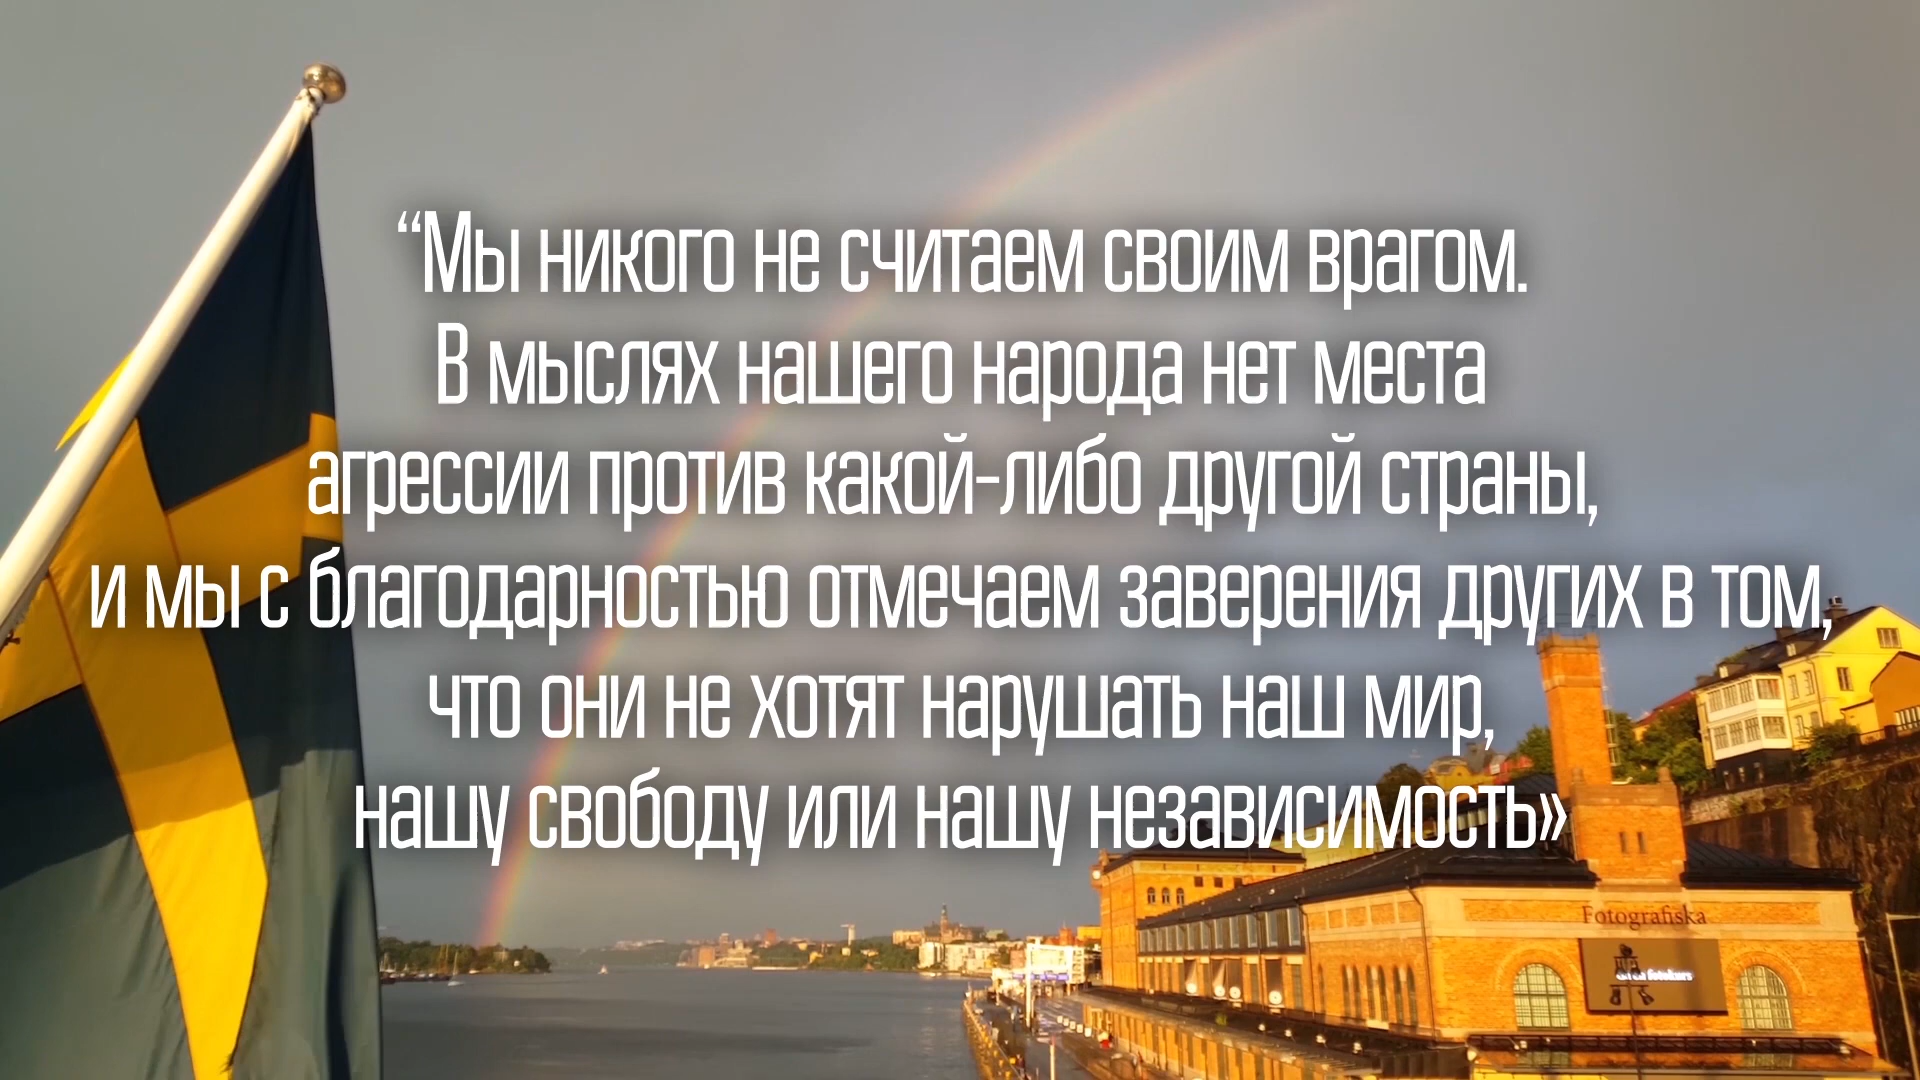 “Мы никого не считаем своим врагом.
В мыслях нашего народа нет места
агрессии против какой-либо другой страны,
и мы с благодарностью отмечаем заверения других в том,
что они не хотят нарушать наш мир,
нашу свободу или нашу независимость»
Fotografiska